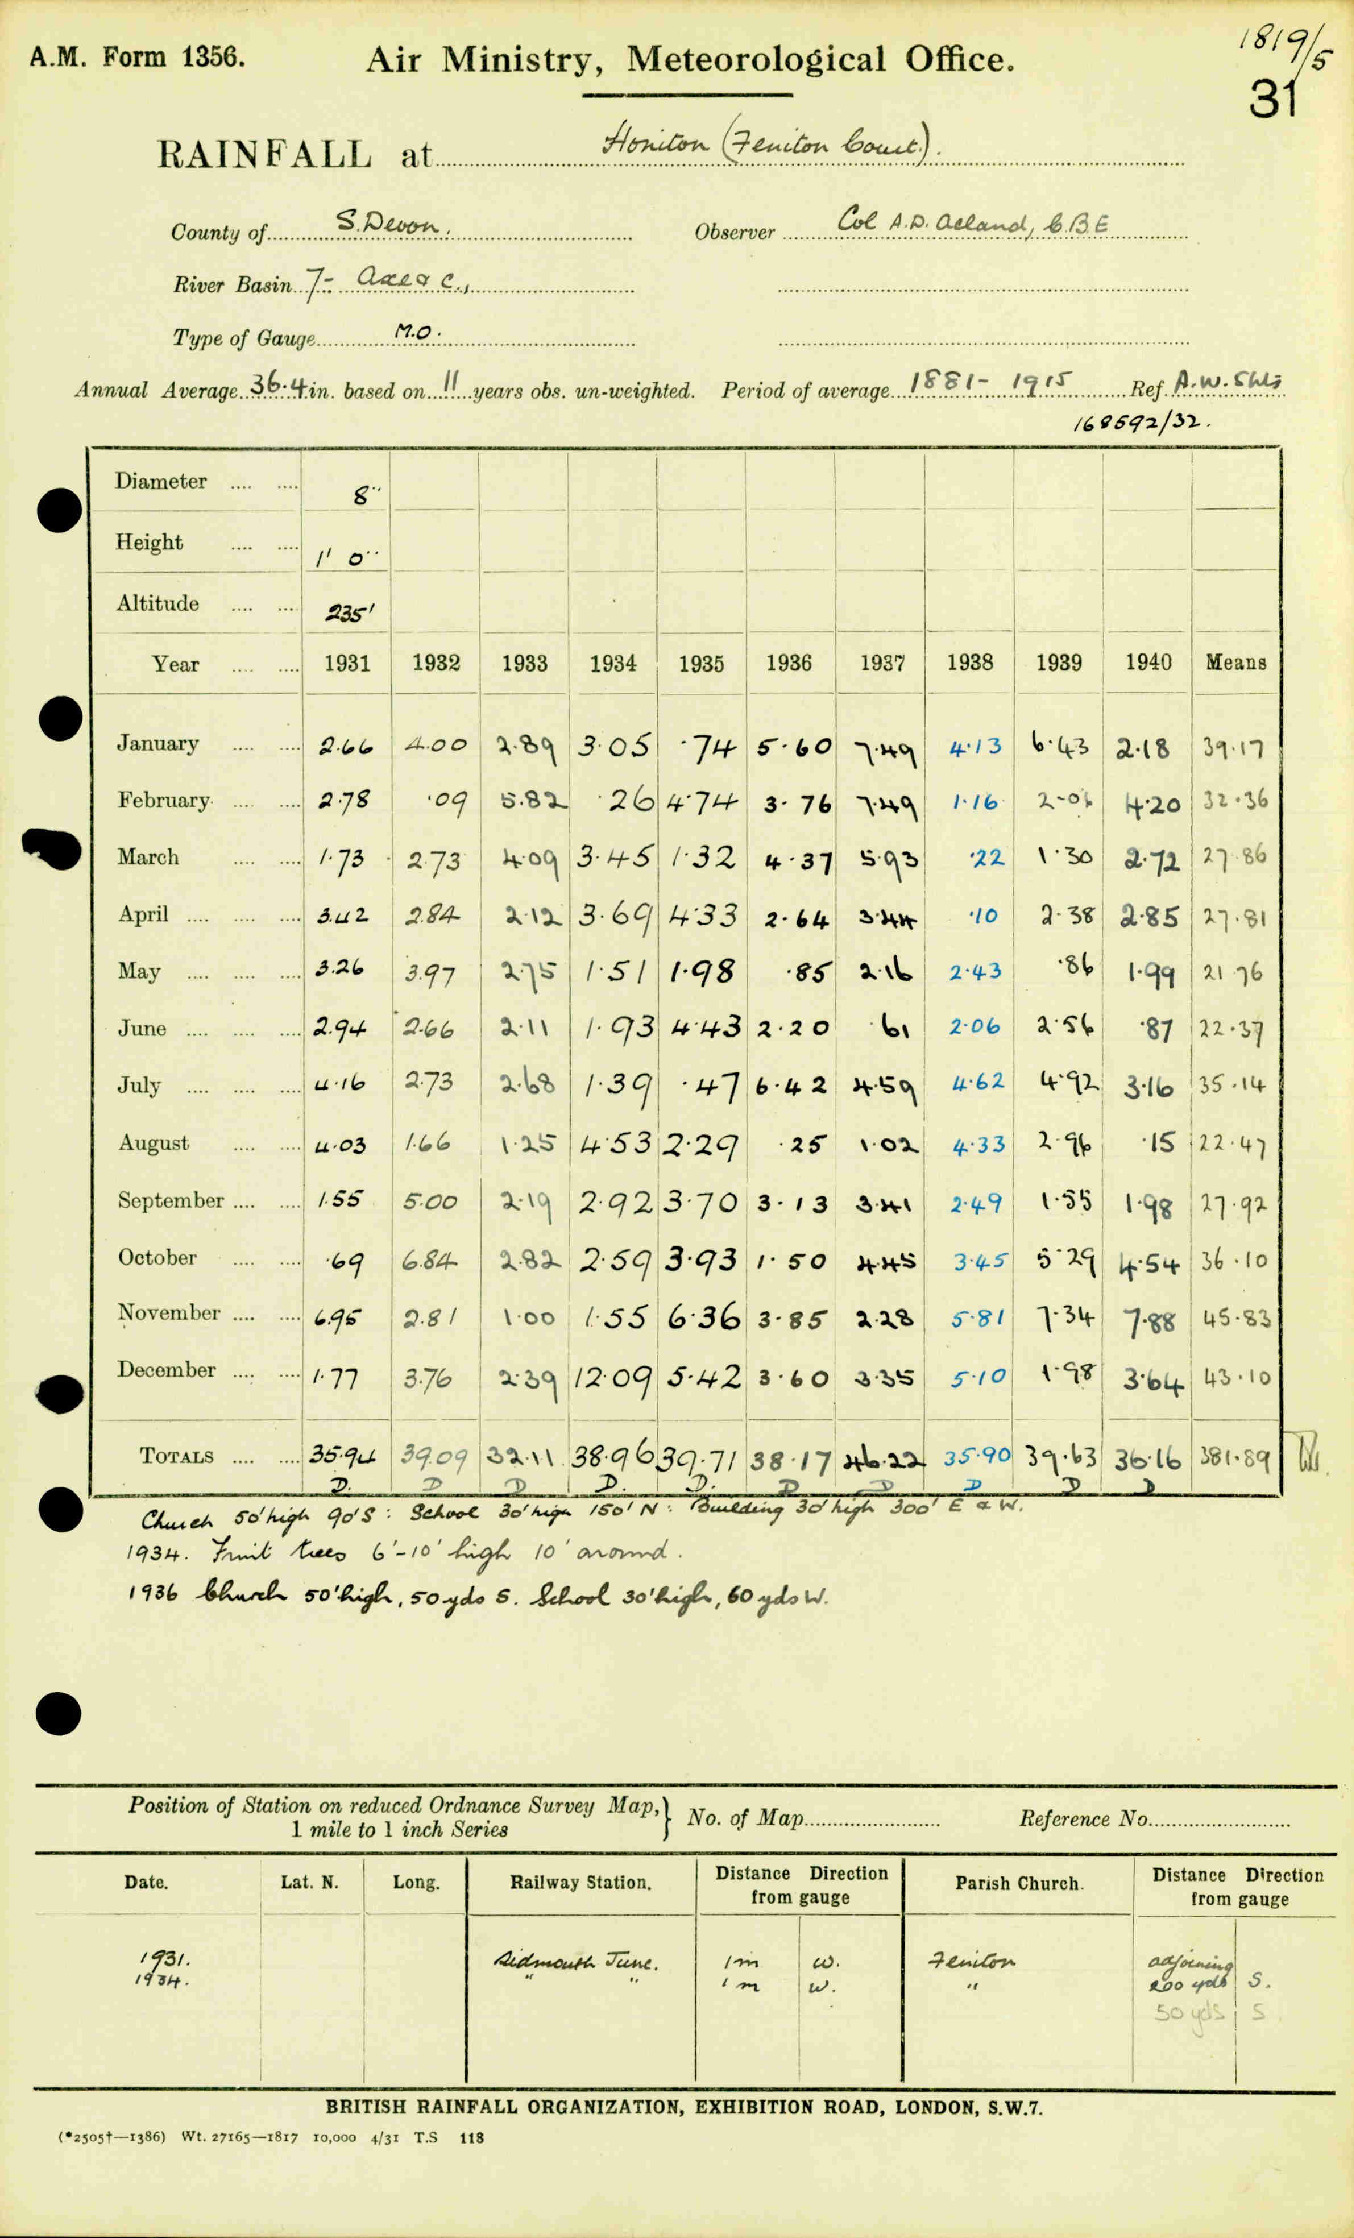 1819/5
A.M. Form 1356. Air Ministry, Meteorological Office.
31
RAINFALL at Honiton (Feniton Court).
County of S. Devon. Observer Col A.D. Acland, C.B.E
River Basin 7- Axe & c.,
Type of Gauge M.O.
Annual Average 36.4 in. based on 11 years obs. un-weighted. Period of average 1881 - 1915 Ref. A.W. Shts
168592/32.
Diameter .... .... 8"
Height .... .... 1' 0"
Altitude .... .... 235'
Year .... .... 1931 1932 1933 1934 1935 1936 1937 1938 1939 1940 Means
January .... .... 2.66 4.00 2.89 3.05 .74 5.60 7.49 4.13 6.43 2.18 39.17
February .... .... 2.78 .09 5.82 .26 4.74 3.76 7.49 1.16 2.06 4.20 32.36
March .... .... 1.73 2.73 4.09 3.45 1.32 4.37 5.93 .22 1.30 2.72 27.86
April .... .... .... 3.42 2.84 2.12 3.69 4.33 2.64 3.44 .10 2.38 2.85 27.81
May .... .... .... 3.26 3.97 2.75 1.51 1.98 .85 2.16 2.43 .86 1.99 21.76
June .... .... .... 2.94 2.66 2.11 1.93 4.43 2.20 .61 2.06 2.56 .87 22.37
July .... .... .... 4.16 2.73 2.68 1.39 .47 6.42 4.59 4.62 4.92 3.16 35.14
August .... .... 4.03 1.66 1.25 4.53 2.29 .25 1.02 4.33 2.96 .15 22.47
September .... .... 1.55 5.00 2.19 2.92 3.70 3.13 3.41 2.49 1.55 1.98 27.92
October .... .... .69 6.84 2.82 2.59 3.93 1.50 4.45 3.45 5.29 4.54 36.10
November .... .... 6.95 2.81 1.00 1.55 6.36 3.85 2.28 5.81 7.34 7.88 45.83
December .... .... 1.77 3.76 2.39 12.09 5.42 3.60 3.35 5.10 1.98 3.64 43.10
TOTALS .... .... 35.94 39.09 32.11 38.96 39.71 38.17 46.22 35.90 39.63 36.16 381.89
D. D D D. D. D D D D D
Church 50' high 90' S : School 30' high 150' N : Building 30' high 300' E & W.
1934. Fruit trees 6'-10' high 10' around.
1936 Church 50' high, 50 yds S. School 30' high, 60 yds W.
Position of Station on reduced Ordnance Survey Map, } No. of Map Reference No.
1 mile to 1 inch Series
Date. Lat. N. Long. Railway Station. Distance Direction from gauge Parish Church. Distance Direction from gauge
1931. Sidmouth Junc. 1m W. Feniton adjoining
1934. " " 1m W. " 200 yds S.
50 yds S
BRITISH RAINFALL ORGANIZATION, EXHIBITION ROAD, LONDON, S.W.7.
(*2505†—1386) Wt. 27165—1817 10,000 4/31 T.S 118